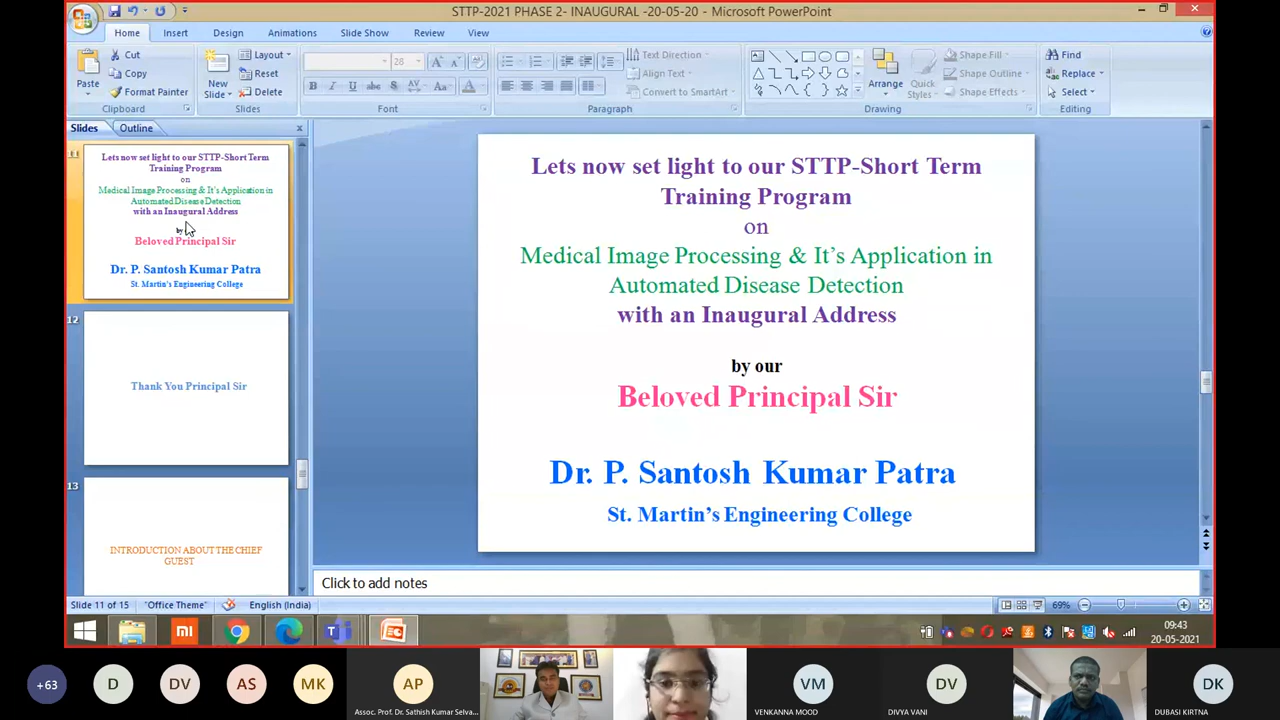 STTP-2021 PHASE 2- INAUGURAL -20-05-20 - Microsoft PowerPoint
Home Insert Design Animations Slide Show Review View
Paste
Cut
Copy
Format Painter
Clipboard
New Slide
Layout
Reset
Delete
Slides
28
Font
Text Direction
Align Text
Convert to SmartArt
Paragraph
Arrange
Quick Styles
Shape Fill
Shape Outline
Shape Effects
Drawing
Find
Replace
Select
Editing
Slides Outline
11
Lets now set light to our STTP-Short Term
Training Program
on
Medical Image Processing & It's Application in
Automated Disease Detection
with an Inaugural Address
Beloved Principal Sir
Dr. P. Santosh Kumar Patra
St. Martin's Engineering College
12
Thank You Principal Sir
13
INTRODUCTION ABOUT THE CHIEF
GUEST
Lets now set light to our STTP-Short Term
Training Program
on
Medical Image Processing & It's Application in
Automated Disease Detection
with an Inaugural Address
by our
Beloved Principal Sir
Dr. P. Santosh Kumar Patra
St. Martin's Engineering College
Click to add notes
Slide 11 of 15 "Office Theme" English (India) 69%
09:43
20-05-2021
+63 D DV AS MK AP VM DV DK
Assoc. Prof. Dr. Sathish Kumar Selva... VENKANNA MOOD DIVYA VANI DUBASI KIRTNA